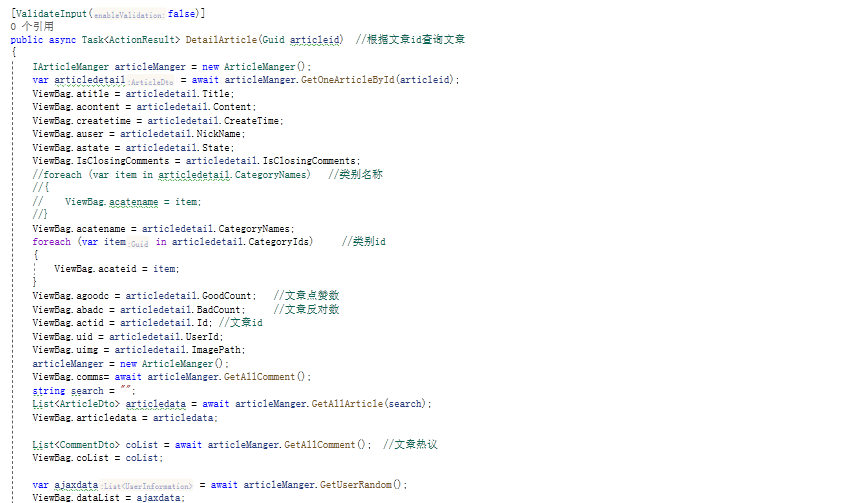 [ValidateInput(enableValidation: false)]
0 个引用
public async Task<ActionResult> DetailArticle(Guid articleid)  //根据文章id查询文章
{
    IArticleManger articleManger = new ArticleManger();
    var articledetail :ArticleDto = await articleManger.GetOneArticleById(articleid);
    ViewBag.atitle = articledetail.Title;
    ViewBag.acontent = articledetail.Content;
    ViewBag.createtime = articledetail.CreateTime;
    ViewBag.auser = articledetail.NickName;
    ViewBag.astate = articledetail.State;
    ViewBag.IsClosingComments = articledetail.IsClosingComments;
    //foreach (var item in articledetail.CategoryNames)   //类别名称
    //{
    //    ViewBag.acatename = item;
    //}
    ViewBag.acatename = articledetail.CategoryNames;
    foreach (var item :Guid in articledetail.CategoryIds)     //类别id
    {
        ViewBag.acateid = item;
    }
    ViewBag.agoodc = articledetail.GoodCount;   //文章点赞数
    ViewBag.abadc = articledetail.BadCount;     //文章反对数
    ViewBag.actid = articledetail.Id; //文章id
    ViewBag.uid = articledetail.UserId;
    ViewBag.uimg = articledetail.ImagePath;
    articleManger = new ArticleManger();
    ViewBag.comms= await articleManger.GetAllComment();
    string search = "";
    List<ArticleDto> articledata = await articleManger.GetAllArticle(search);
    ViewBag.articledata = articledata;
    List<CommentDto> coList = await articleManger.GetAllComment();  //文章热议
    ViewBag.coList = coList;
    var ajaxdata :List<UserInformation> = await articleManger.GetUserRandom();
    ViewBag.dataList = ajaxdata;